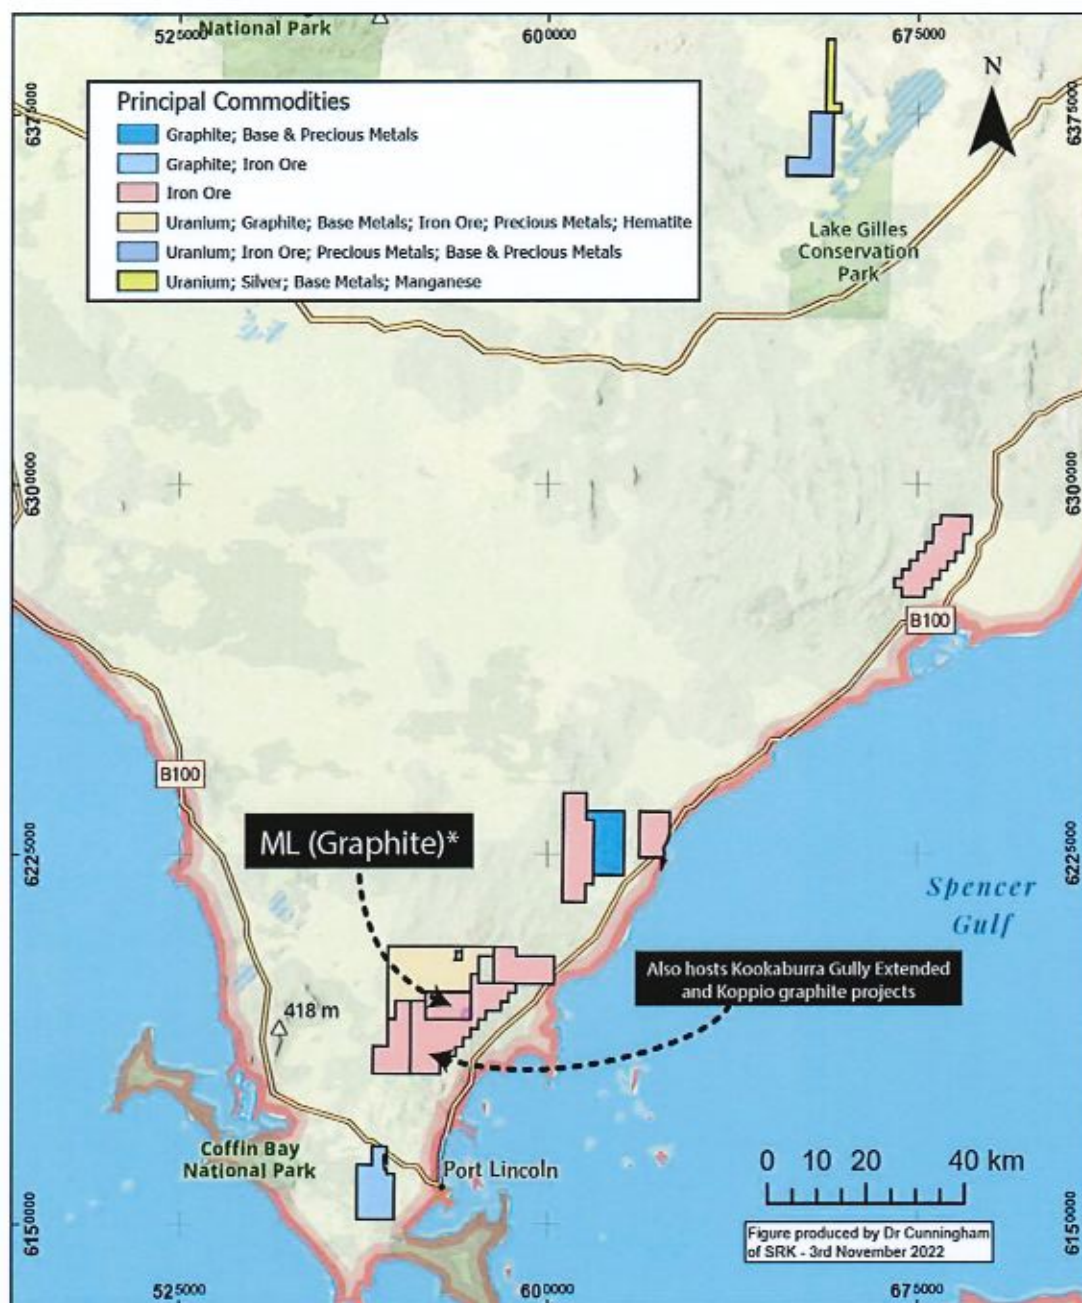 National Park
525000
600000
675000
N
6375000
6375000
Principal Commodities
Graphite; Base & Precious Metals
Graphite; Iron Ore
Iron Ore
Uranium; Graphite; Base Metals; Iron Ore; Precious Metals; Hematite
Uranium; Iron Ore; Precious Metals; Base & Precious Metals
Uranium; Silver; Base Metals; Manganese
Lake Gilles
Conservation
Park
6300000
6300000
B100
B100
ML (Graphite)*
6225000
6225000
Spencer
Gulf
Also hosts Kookaburra Gully Extended
and Koppio graphite projects
418 m
Coffin Bay
National Park
Port Lincoln
0 10 20 40 km
6150000
6150000
Figure produced by Dr Cunningham
of SRK - 3rd November 2022
525000
600000
675000